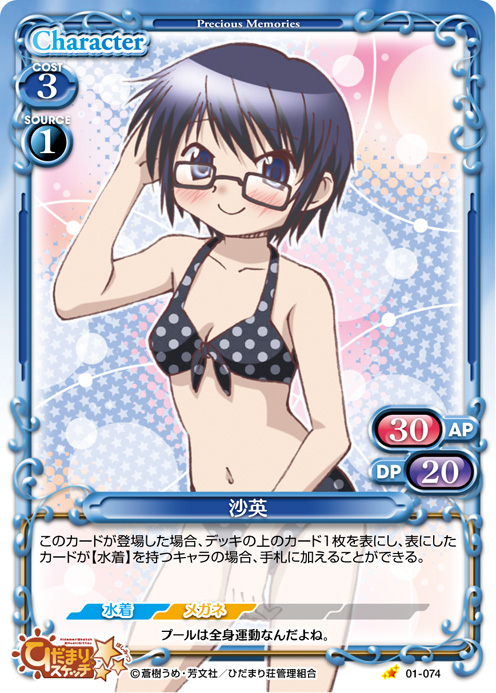 Precious Memories
Character
COST
3
SOURCE
1
30 AP
DP 20
沙英
このカードが登場した場合、デッキの上のカード1枚を表にし、表にした
カードが【水着】を持つキャラの場合、手札に加えることができる。
水着 メガネ
プールは全身運動なんだよね。
ひだまり
スケッチ
©蒼樹うめ・芳文社／ひだまり荘管理組合
01-074